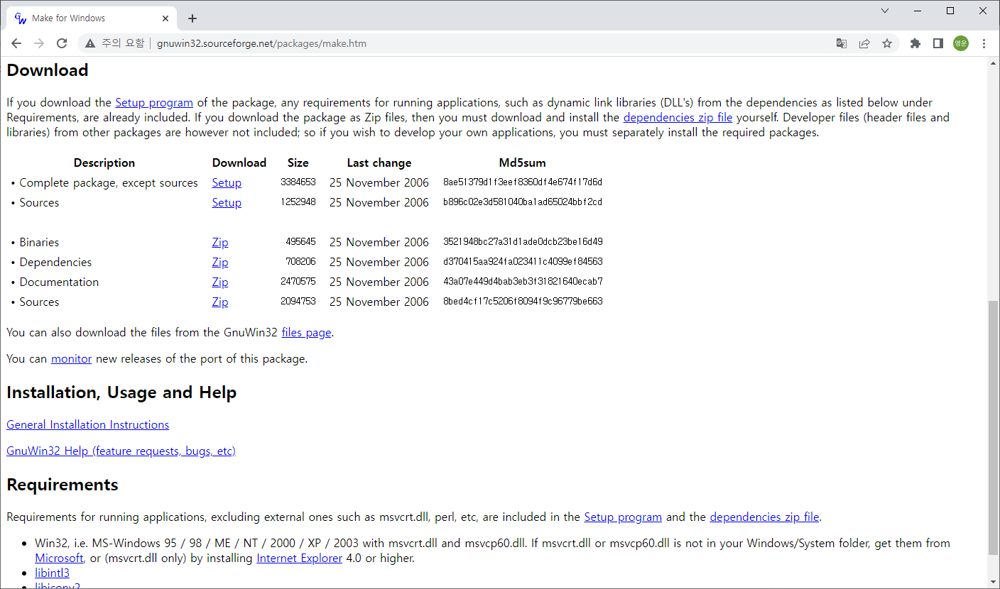 Make for Windows
주의 요함 | gnuwin32.sourceforge.net/packages/make.htm 영운
Download
If you download the Setup program of the package, any requirements for running applications, such as dynamic link libraries (DLL's) from the dependencies as listed below under
Requirements, are already included. If you download the package as Zip files, then you must download and install the dependencies zip file yourself. Developer files (header files and
libraries) from other packages are however not included; so if you wish to develop your own applications, you must separately install the required packages.
Description Download Size Last change Md5sum
• Complete package, except sources Setup 3384653 25 November 2006 8ae51379d1f3eef8360df4e674f17d6d
• Sources Setup 1252948 25 November 2006 b896c02e3d581040ba1ad65024bbf2cd
• Binaries Zip 495645 25 November 2006 3521948bc27a31d1ade0dcb23be16d49
• Dependencies Zip 708206 25 November 2006 d370415aa924fa023411c4099ef84563
• Documentation Zip 2470575 25 November 2006 43a07e449d4bab3eb3f31821640ecab7
• Sources Zip 2094753 25 November 2006 8bed4cf17c5206f8094f9c96779be663
You can also download the files from the GnuWin32 files page.
You can monitor new releases of the port of this package.
Installation, Usage and Help
General Installation Instructions
GnuWin32 Help (feature requests, bugs, etc)
Requirements
Requirements for running applications, excluding external ones such as msvcrt.dll, perl, etc, are included in the Setup program and the dependencies zip file.
• Win32, i.e. MS-Windows 95 / 98 / ME / NT / 2000 / XP / 2003 with msvcrt.dll and msvcp60.dll. If msvcrt.dll or msvcp60.dll is not in your Windows/System folder, get them from
Microsoft, or (msvcrt.dll only) by installing Internet Explorer 4.0 or higher.
• libintl3
• libiconv2